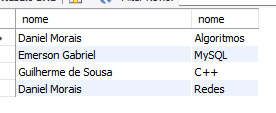 nome nome
Daniel Morais Algoritmos
Emerson Gabriel MySQL
Guilherme de Sousa C++
Daniel Morais Redes